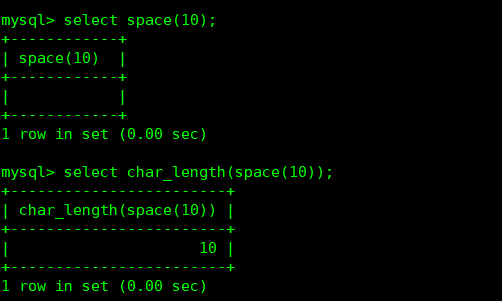 mysql> select space(10);
+------------+
| space(10)  |
+------------+
|            |
+------------+
1 row in set (0.00 sec)

mysql> select char_length(space(10));
+------------------------+
| char_length(space(10)) |
+------------------------+
|                     10 |
+------------------------+
1 row in set (0.00 sec)